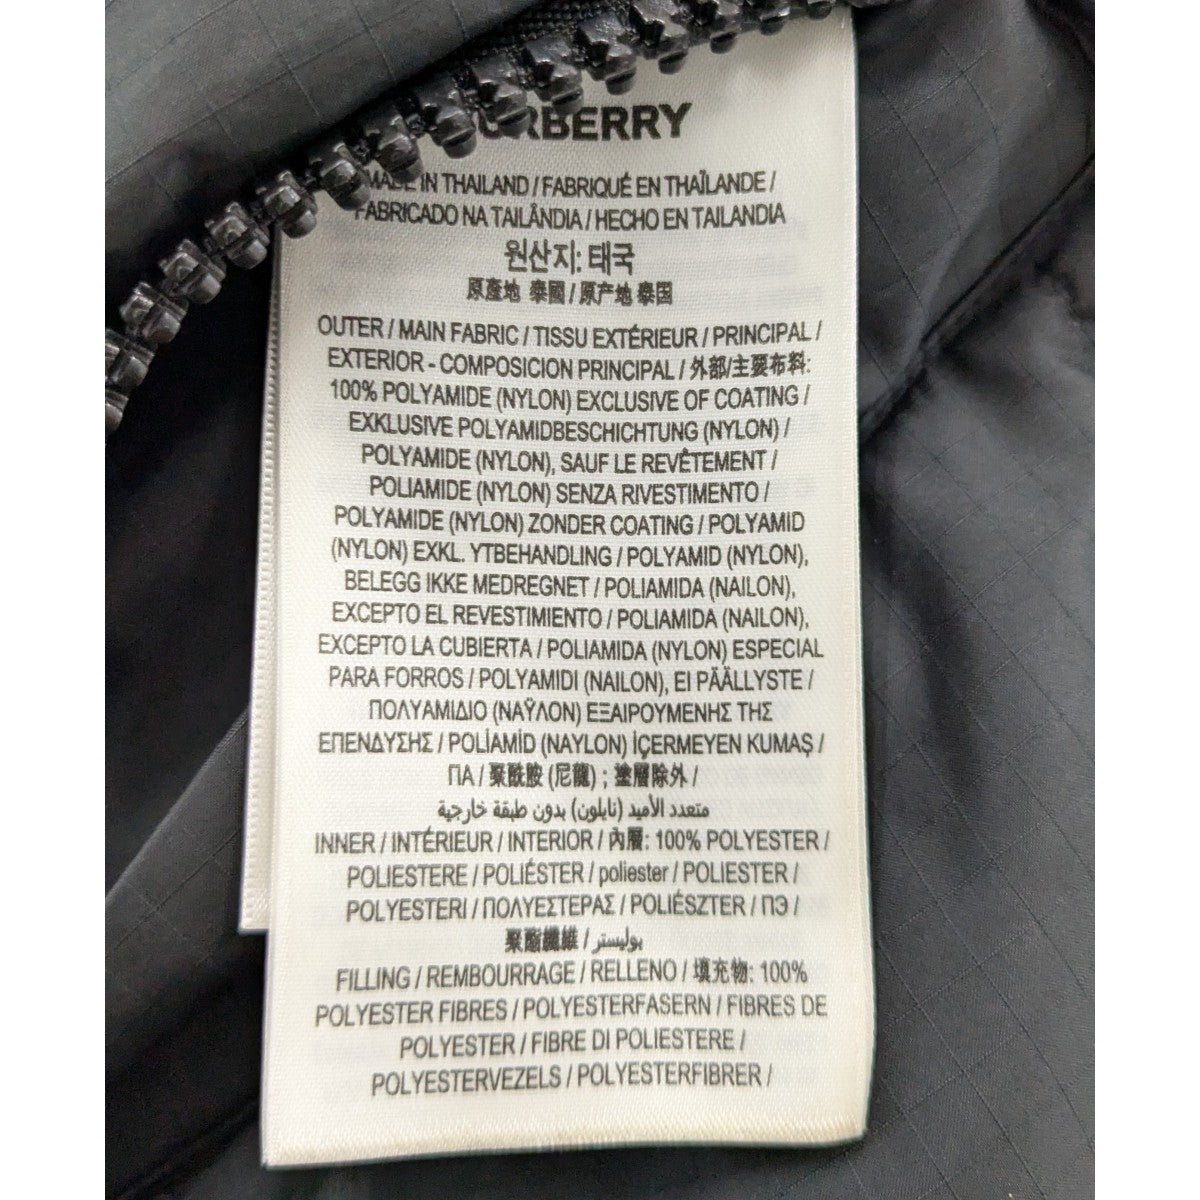 BURBERRY
MADE IN THAILAND / FABRIQUÉ EN THAÏLANDE /
FABRICADO NA TAILÂNDIA / HECHO EN TAILANDIA
원산지: 태국
原產地 泰國 / 原产地 泰国
OUTER / MAIN FABRIC / TISSU EXTÉRIEUR / PRINCIPAL /
EXTERIOR - COMPOSICION PRINCIPAL / 外部/主要布料:
100% POLYAMIDE (NYLON) EXCLUSIVE OF COATING /
EXKLUSIVE POLYAMIDBESCHICHTUNG (NYLON) /
POLYAMIDE (NYLON), SAUF LE REVÊTEMENT /
POLIAMIDE (NYLON) SENZA RIVESTIMENTO /
POLYAMIDE (NYLON) ZONDER COATING / POLYAMID
(NYLON) EXKL. YTBEHANDLING / POLYAMID (NYLON),
BELEGG IKKE MEDREGNET / POLIAMIDA (NAILON),
EXCEPTO EL REVESTIMIENTO / POLIAMIDA (NAILON),
EXCEPTO LA CUBIERTA / POLIAMIDA (NYLON) ESPECIAL
PARA FORROS / POLYAMIDI (NAILON), EI PÄÄLLYSTE /
ΠΟΛΥΑΜΙΔΙΟ (ΝΑΫΛΟΝ) ΕΞΑΙΡΟΥΜΕΝΗΣ ΤΗΣ
ΕΠΕΝΔΥΣΗΣ / POLİAMİD (NAYLON) İÇERMEYEN KUMAŞ /
ПА / 聚酰胺 (尼龍) ; 塗層除外 /
متعدد الأميد (نايلون) بدون طبقة خارجية
INNER / INTÉRIEUR / INTERIOR / 內層: 100% POLYESTER /
POLIESTERE / POLIÉSTER / poliester / POLIESTER /
POLYESTERI / ΠΟΛΥΕΣΤΕΡΑΣ / POLIÉSZTER / ПЭ /
聚酯纖維 / بوليستر
FILLING / REMBOURRAGE / RELLENO / 填充物: 100%
POLYESTER FIBRES / POLYESTERFASERN / FIBRES DE
POLYESTER / FIBRE DI POLIESTERE /
POLYESTERVEZELS / POLYESTERFIBRER /